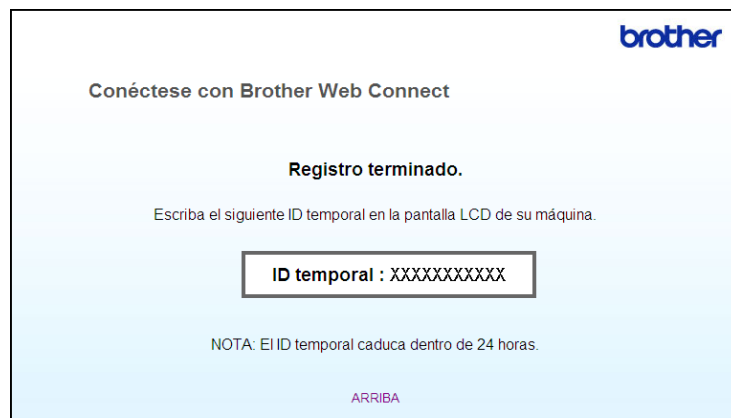 brother
Conéctese con Brother Web Connect
Registro terminado.
Escriba el siguiente ID temporal en la pantalla LCD de su máquina.
ID temporal : XXXXXXXXXXX
NOTA: El ID temporal caduca dentro de 24 horas.
ARRIBA